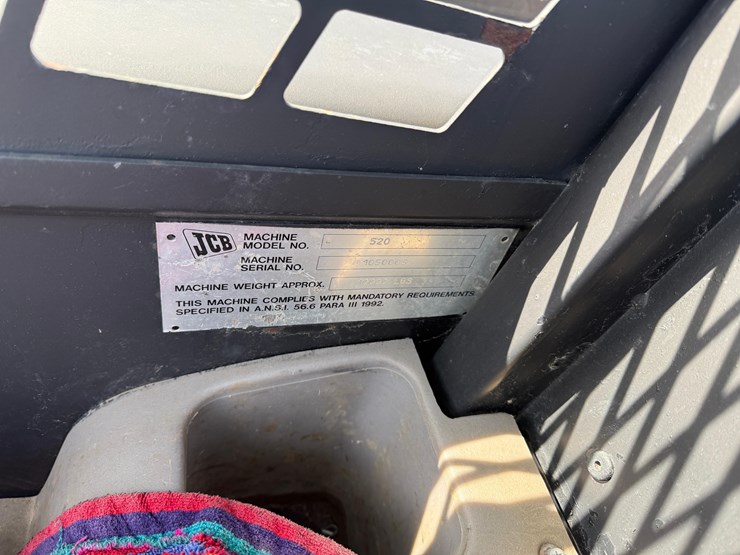 JCB
MACHINE
MODEL NO. 520
MACHINE
SERIAL NO.
MACHINE WEIGHT APPROX.
THIS MACHINE COMPLIES WITH MANDATORY REQUIREMENTS
SPECIFIED IN A.N.S.I. 56.6 PARA III 1992.